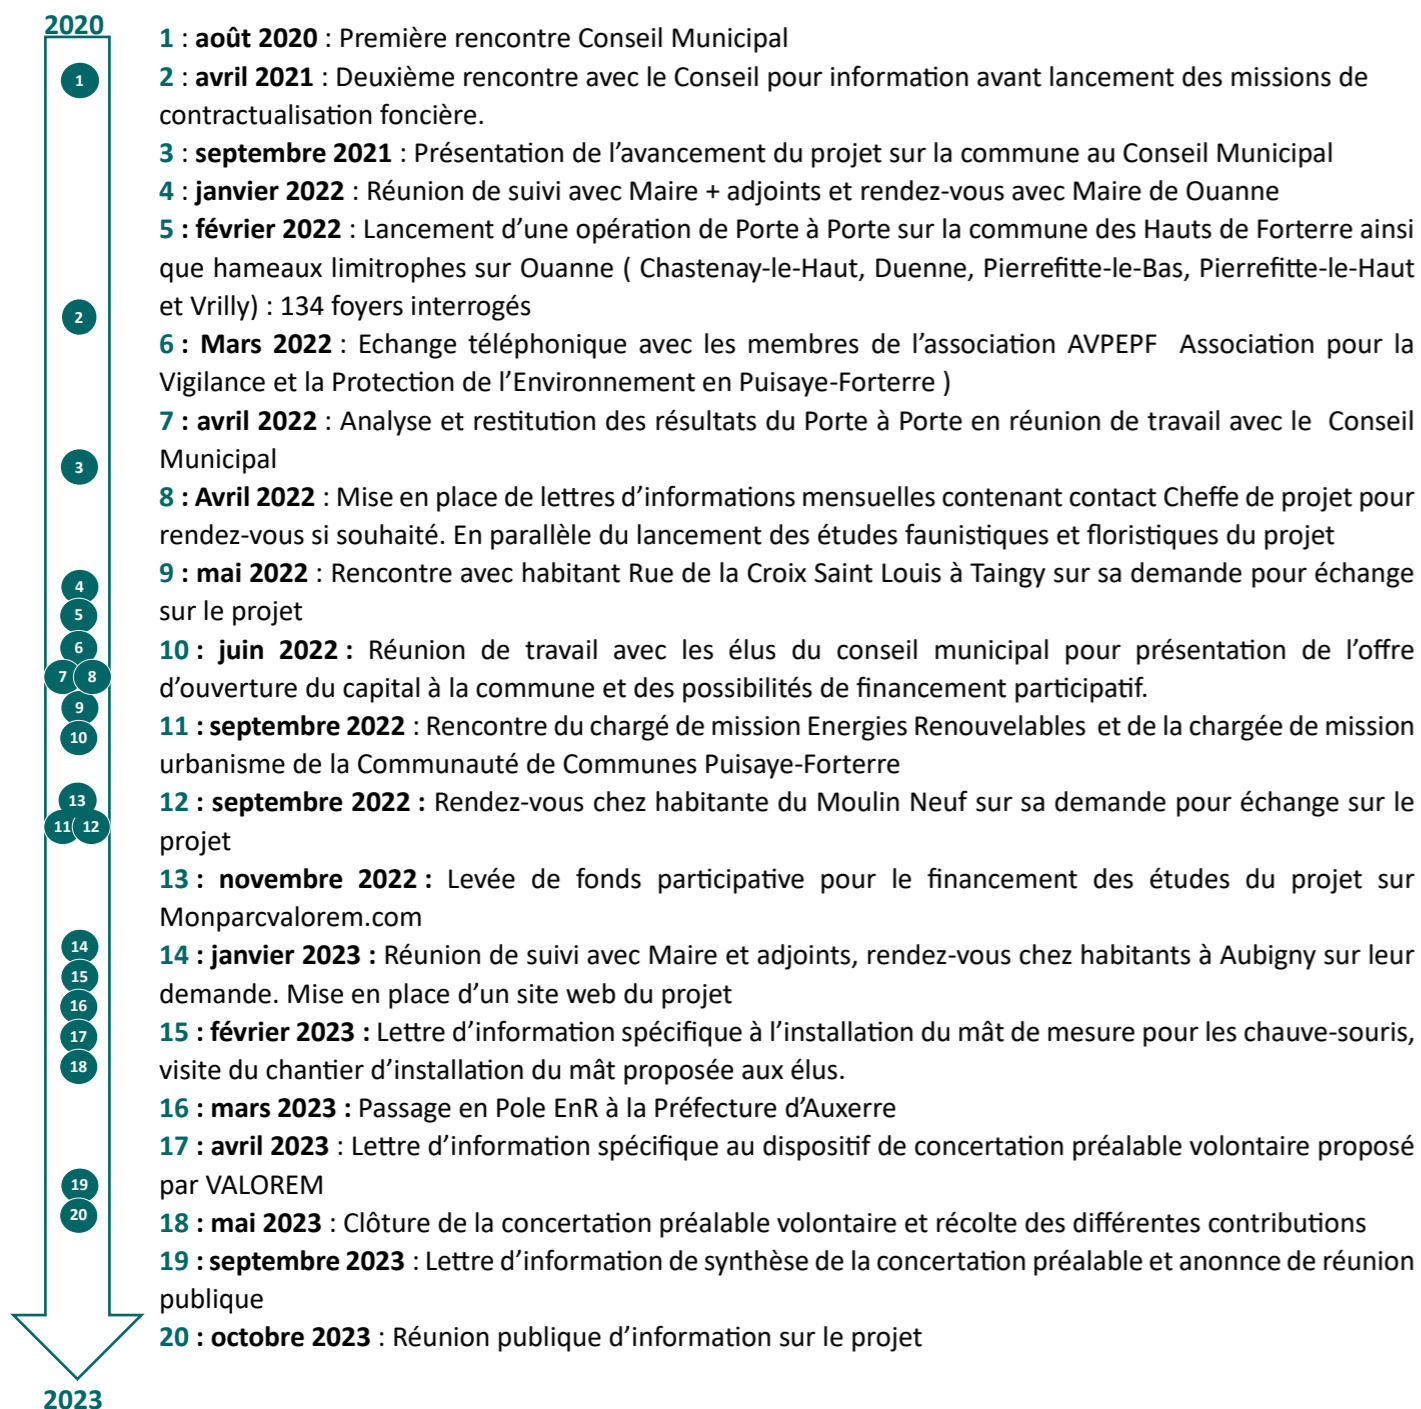 2020
1
2
3
4
5
6
7 8
9
10
13
11 12
14
15
16
17
18
19
20
2023
1 : août 2020 : Première rencontre Conseil Municipal
2 : avril 2021 : Deuxième rencontre avec le Conseil pour information avant lancement des missions de
contractualisation foncière.
3 : septembre 2021 : Présentation de l’avancement du projet sur la commune au Conseil Municipal
4 : janvier 2022 : Réunion de suivi avec Maire + adjoints et rendez-vous avec Maire de Ouanne
5 : février 2022 : Lancement d’une opération de Porte à Porte sur la commune des Hauts de Forterre ainsi
que hameaux limitrophes sur Ouanne ( Chastenay-le-Haut, Duenne, Pierrefitte-le-Bas, Pierrefitte-le-Haut
et Vrilly) : 134 foyers interrogés
6 : Mars 2022 : Echange téléphonique avec les membres de l’association AVPEPF Association pour la
Vigilance et la Protection de l’Environnement en Puisaye-Forterre )
7 : avril 2022 : Analyse et restitution des résultats du Porte à Porte en réunion de travail avec le Conseil
Municipal
8 : Avril 2022 : Mise en place de lettres d’informations mensuelles contenant contact Cheffe de projet pour
rendez-vous si souhaité. En parallèle du lancement des études faunistiques et floristiques du projet
9 : mai 2022 : Rencontre avec habitant Rue de la Croix Saint Louis à Taingy sur sa demande pour échange
sur le projet
10 : juin 2022 : Réunion de travail avec les élus du conseil municipal pour présentation de l’offre
d’ouverture du capital à la commune et des possibilités de financement participatif.
11 : septembre 2022 : Rencontre du chargé de mission Energies Renouvelables et de la chargée de mission
urbanisme de la Communauté de Communes Puisaye-Forterre
12 : septembre 2022 : Rendez-vous chez habitante du Moulin Neuf sur sa demande pour échange sur le
projet
13 : novembre 2022 : Levée de fonds participative pour le financement des études du projet sur
Monparcvalorem.com
14 : janvier 2023 : Réunion de suivi avec Maire et adjoints, rendez-vous chez habitants à Aubigny sur leur
demande. Mise en place d’un site web du projet
15 : février 2023 : Lettre d’information spécifique à l’installation du mât de mesure pour les chauve-souris,
visite du chantier d’installation du mât proposée aux élus.
16 : mars 2023 : Passage en Pole EnR à la Préfecture d’Auxerre
17 : avril 2023 : Lettre d’information spécifique au dispositif de concertation préalable volontaire proposé
par VALOREM
18 : mai 2023 : Clôture de la concertation préalable volontaire et récolte des différentes contributions
19 : septembre 2023 : Lettre d’information de synthèse de la concertation préalable et anonnce de réunion
publique
20 : octobre 2023 : Réunion publique d’information sur le projet